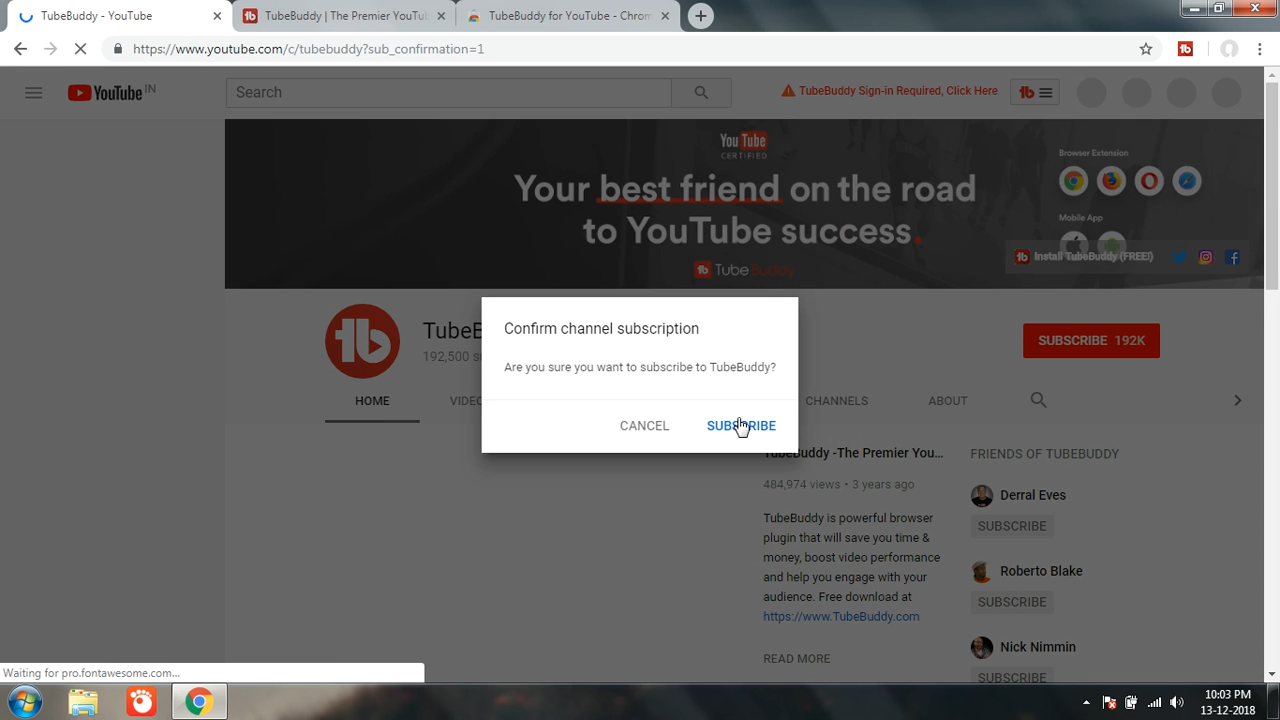 TubeBuddy - YouTube
TubeBuddy | The Premier YouTu
TubeBuddy for YouTube - Chrom
https://www.youtube.com/c/tubebuddy?sub_confirmation=1
YouTube IN
Search
TubeBuddy Sign-in Required, Click Here
You Tube
CERTIFIED
Your best friend on the road
to YouTube success.
TubeBuddy
Browser Extension
Mobile App
Install TubeBuddy (FREE!)
TubeB
192,500 s
SUBSCRIBE 192K
Confirm channel subscription
Are you sure you want to subscribe to TubeBuddy?
CANCEL
SUBSCRIBE
HOME
VIDEO
CHANNELS
ABOUT
TubeBuddy -The Premier You...
484,974 views • 3 years ago
TubeBuddy is powerful browser
plugin that will save you time &
money, boost video performance
and help you engage with your
audience. Free download at
https://www.TubeBuddy.com
READ MORE
FRIENDS OF TUBEBUDDY
Derral Eves
SUBSCRIBE
Roberto Blake
SUBSCRIBE
Nick Nimmin
SUBSCRIBE
Waiting for pro.fontawesome.com...
10:03 PM
13-12-2018